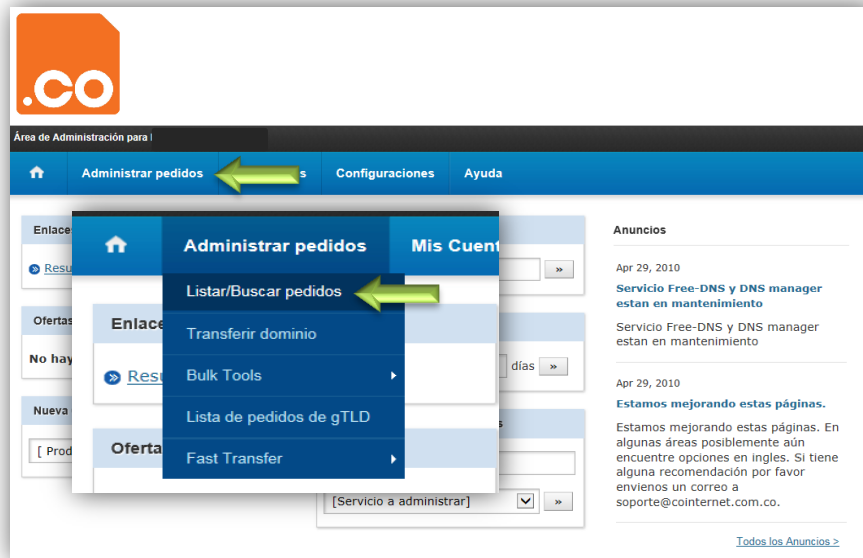 .CO
Área de Administración para
Administrar pedidos
s
Configuraciones
Ayuda
Enlace
Resu
Ofertas
No hay
Nueva
[ Prod
Administrar pedidos
Mis Cuent
Listar/Buscar pedidos
Transferir dominio
Bulk Tools
Lista de pedidos de gTLD
Fast Transfer
Enlace
Resu
Oferta
»
días
»
s
[Servicio a administrar]
»
Anuncios
Apr 29, 2010
Servicio Free-DNS y DNS manager
estan en mantenimiento
Servicio Free-DNS y DNS manager
estan en mantenimiento
Apr 29, 2010
Estamos mejorando estas páginas.
Estamos mejorando estas páginas. En
algunas áreas posiblemente aún
encuentre opciones en ingles. Si tiene
alguna recomendación por favor
envienos un correo a
soporte@cointernet.com.co.
Todos los Anuncios >